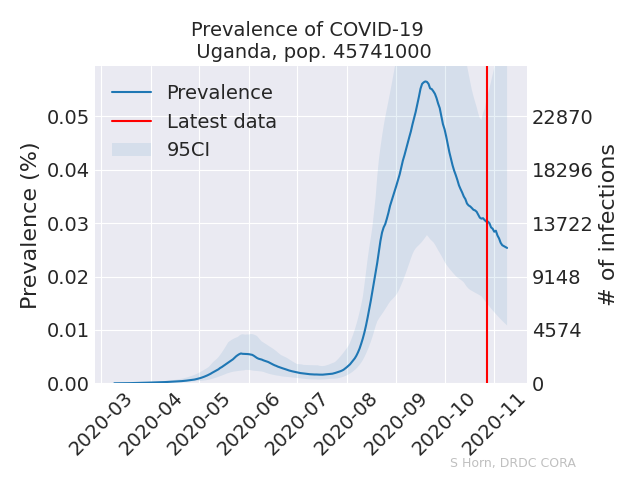 Prevalence of COVID-19
Uganda, pop. 45741000
Prevalence
Latest data
95CI
Prevalence (%)
0.05
0.04
0.03
0.02
0.01
0.00
22870
18296
13722
9148
4574
0
# of infections
2020-03
2020-04
2020-05
2020-06
2020-07
2020-08
2020-09
2020-10
2020-11
S Horn, DRDC CORA